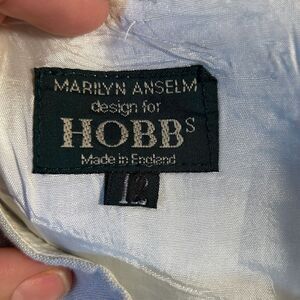 MARILYN ANSELM
design for
HOBBS
Made in England
12